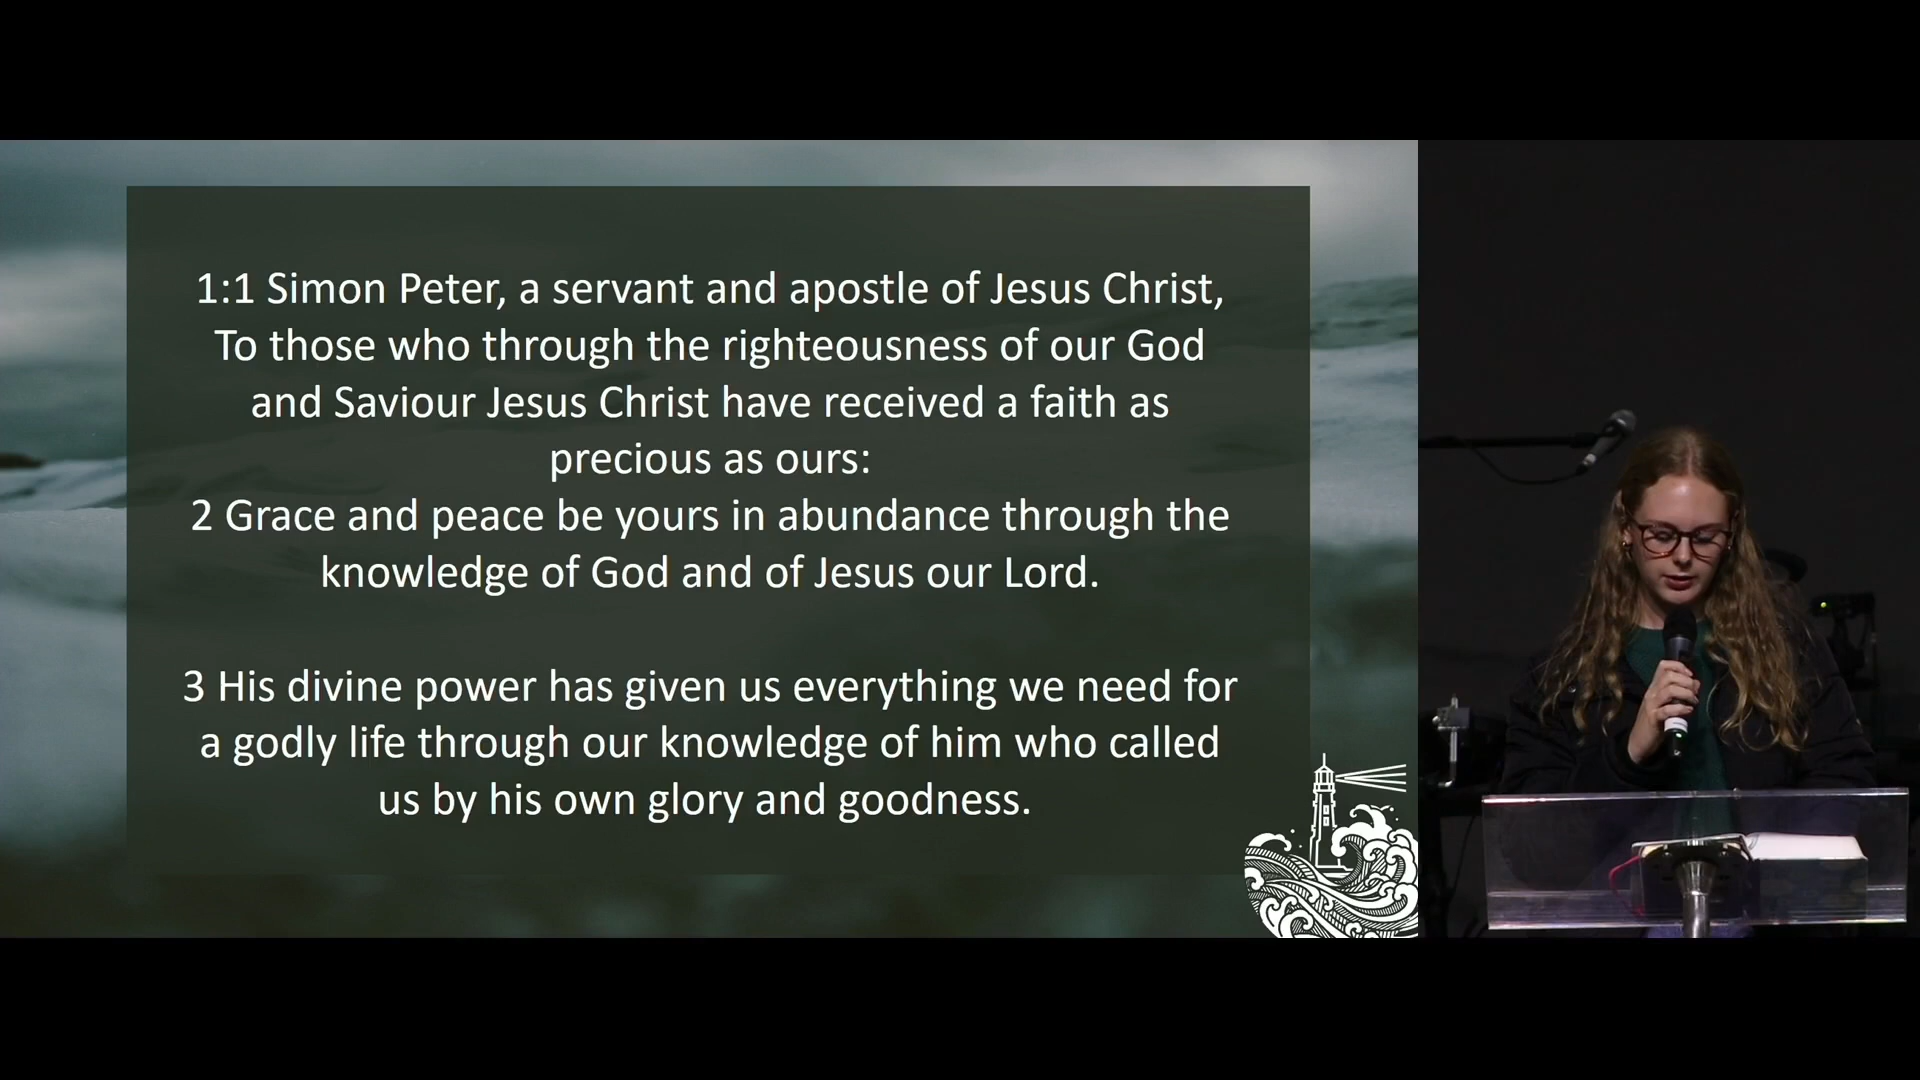 1:1 Simon Peter, a servant and apostle of Jesus Christ,
To those who through the righteousness of our God
and Saviour Jesus Christ have received a faith as
precious as ours:
2 Grace and peace be yours in abundance through the
knowledge of God and of Jesus our Lord.
3 His divine power has given us everything we need for
a godly life through our knowledge of him who called
us by his own glory and goodness.